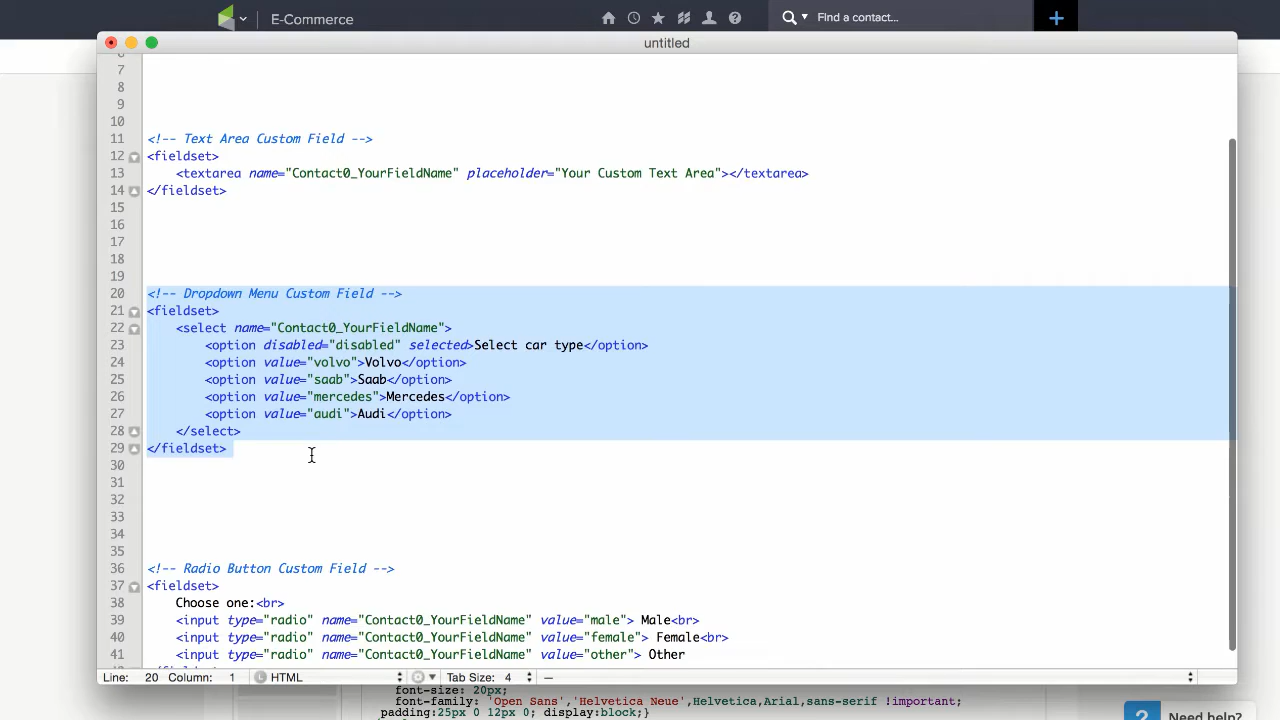 E-Commerce
Find a contact...
untitled
7
8
9
10
11 <!-- Text Area Custom Field -->
12 <fieldset>
13 <textarea name="Contact0_YourFieldName" placeholder="Your Custom Text Area"></textarea>
14 </fieldset>
15
16
17
18
19
20 <!-- Dropdown Menu Custom Field -->
21 <fieldset>
22 <select name="Contact0_YourFieldName">
23 <option disabled="disabled" selected>Select car type</option>
24 <option value="volvo">Volvo</option>
25 <option value="saab">Saab</option>
26 <option value="mercedes">Mercedes</option>
27 <option value="audi">Audi</option>
28 </select>
29 </fieldset>
30
31
32
33
34
35
36 <!-- Radio Button Custom Field -->
37 <fieldset>
38 Choose one:<br>
39 <input type="radio" name="Contact0_YourFieldName" value="male"> Male<br>
40 <input type="radio" name="Contact0_YourFieldName" value="female"> Female<br>
41 <input type="radio" name="Contact0_YourFieldName" value="other"> Other
Line: 20 Column: 1 L HTML Tab Size: 4 —
font-size: 20px;
font-family: 'Open Sans','Helvetica Neue',Helvetica,Arial,sans-serif !important;
padding:25px 0 12px 0; display:block;}
? Need help?